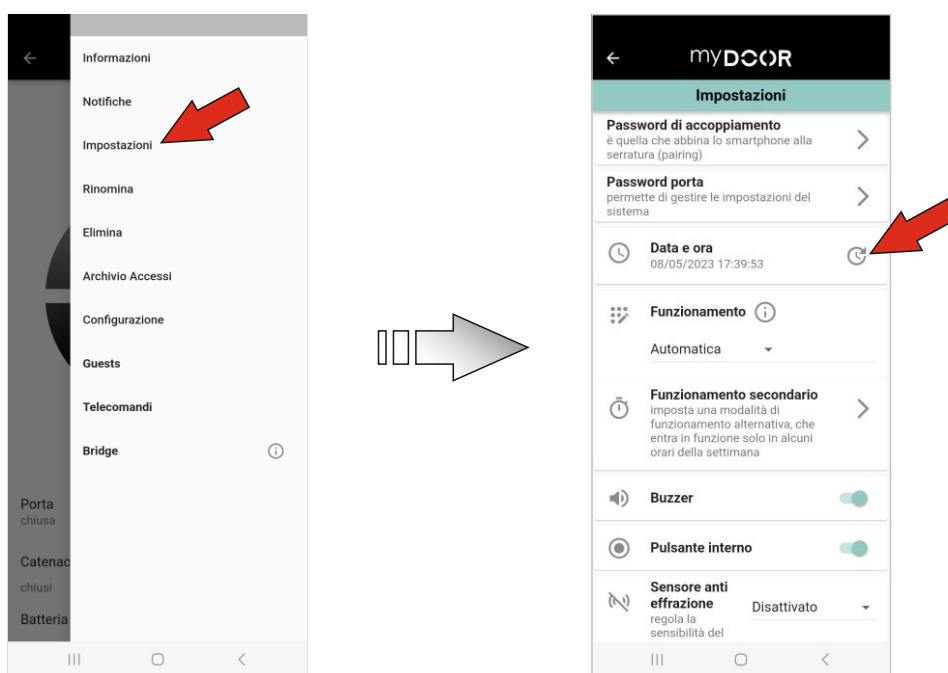 Informazioni
Notifiche
Impostazioni
Rinomina
Elimina
Archivio Accessi
Configurazione
Guests
Telecomandi
Bridge
Porta
chiusa
Catenac
chiusi
Batteria
myDOOR
Impostazioni
Password di accoppiamento
è quella che abbina lo smartphone alla
serratura (pairing)
Password porta
permette di gestire le impostazioni del
sistema
Data e ora
08/05/2023 17:39:53
Funzionamento
Automatica
Funzionamento secondario
imposta una modalità di
funzionamento alternativa, che
entra in funzione solo in alcuni
orari della settimana
Buzzer
Pulsante interno
Sensore anti
effrazione
Disattivato
regola la
sensibilità del